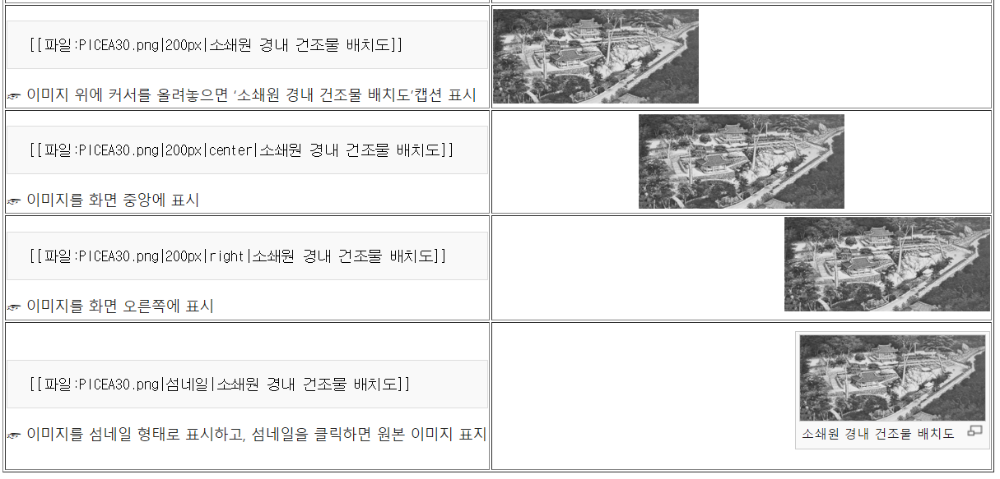 [[파일:PICEA30.png|200px|소쇄원 경내 건조물 배치도]]
☞ 이미지 위에 커서를 올려놓으면 '소쇄원 경내 건조물 배치도'캡션 표시
[[파일:PICEA30.png|200px|center|소쇄원 경내 건조물 배치도]]
☞ 이미지를 화면 중앙에 표시
[[파일:PICEA30.png|200px|right|소쇄원 경내 건조물 배치도]]
☞ 이미지를 화면 오른쪽에 표시
[[파일:PICEA30.png|섬네일|소쇄원 경내 건조물 배치도]]
☞ 이미지를 섬네일 형태로 표시하고, 섬네일을 클릭하면 원본 이미지 표지
소쇄원 경내 건조물 배치도